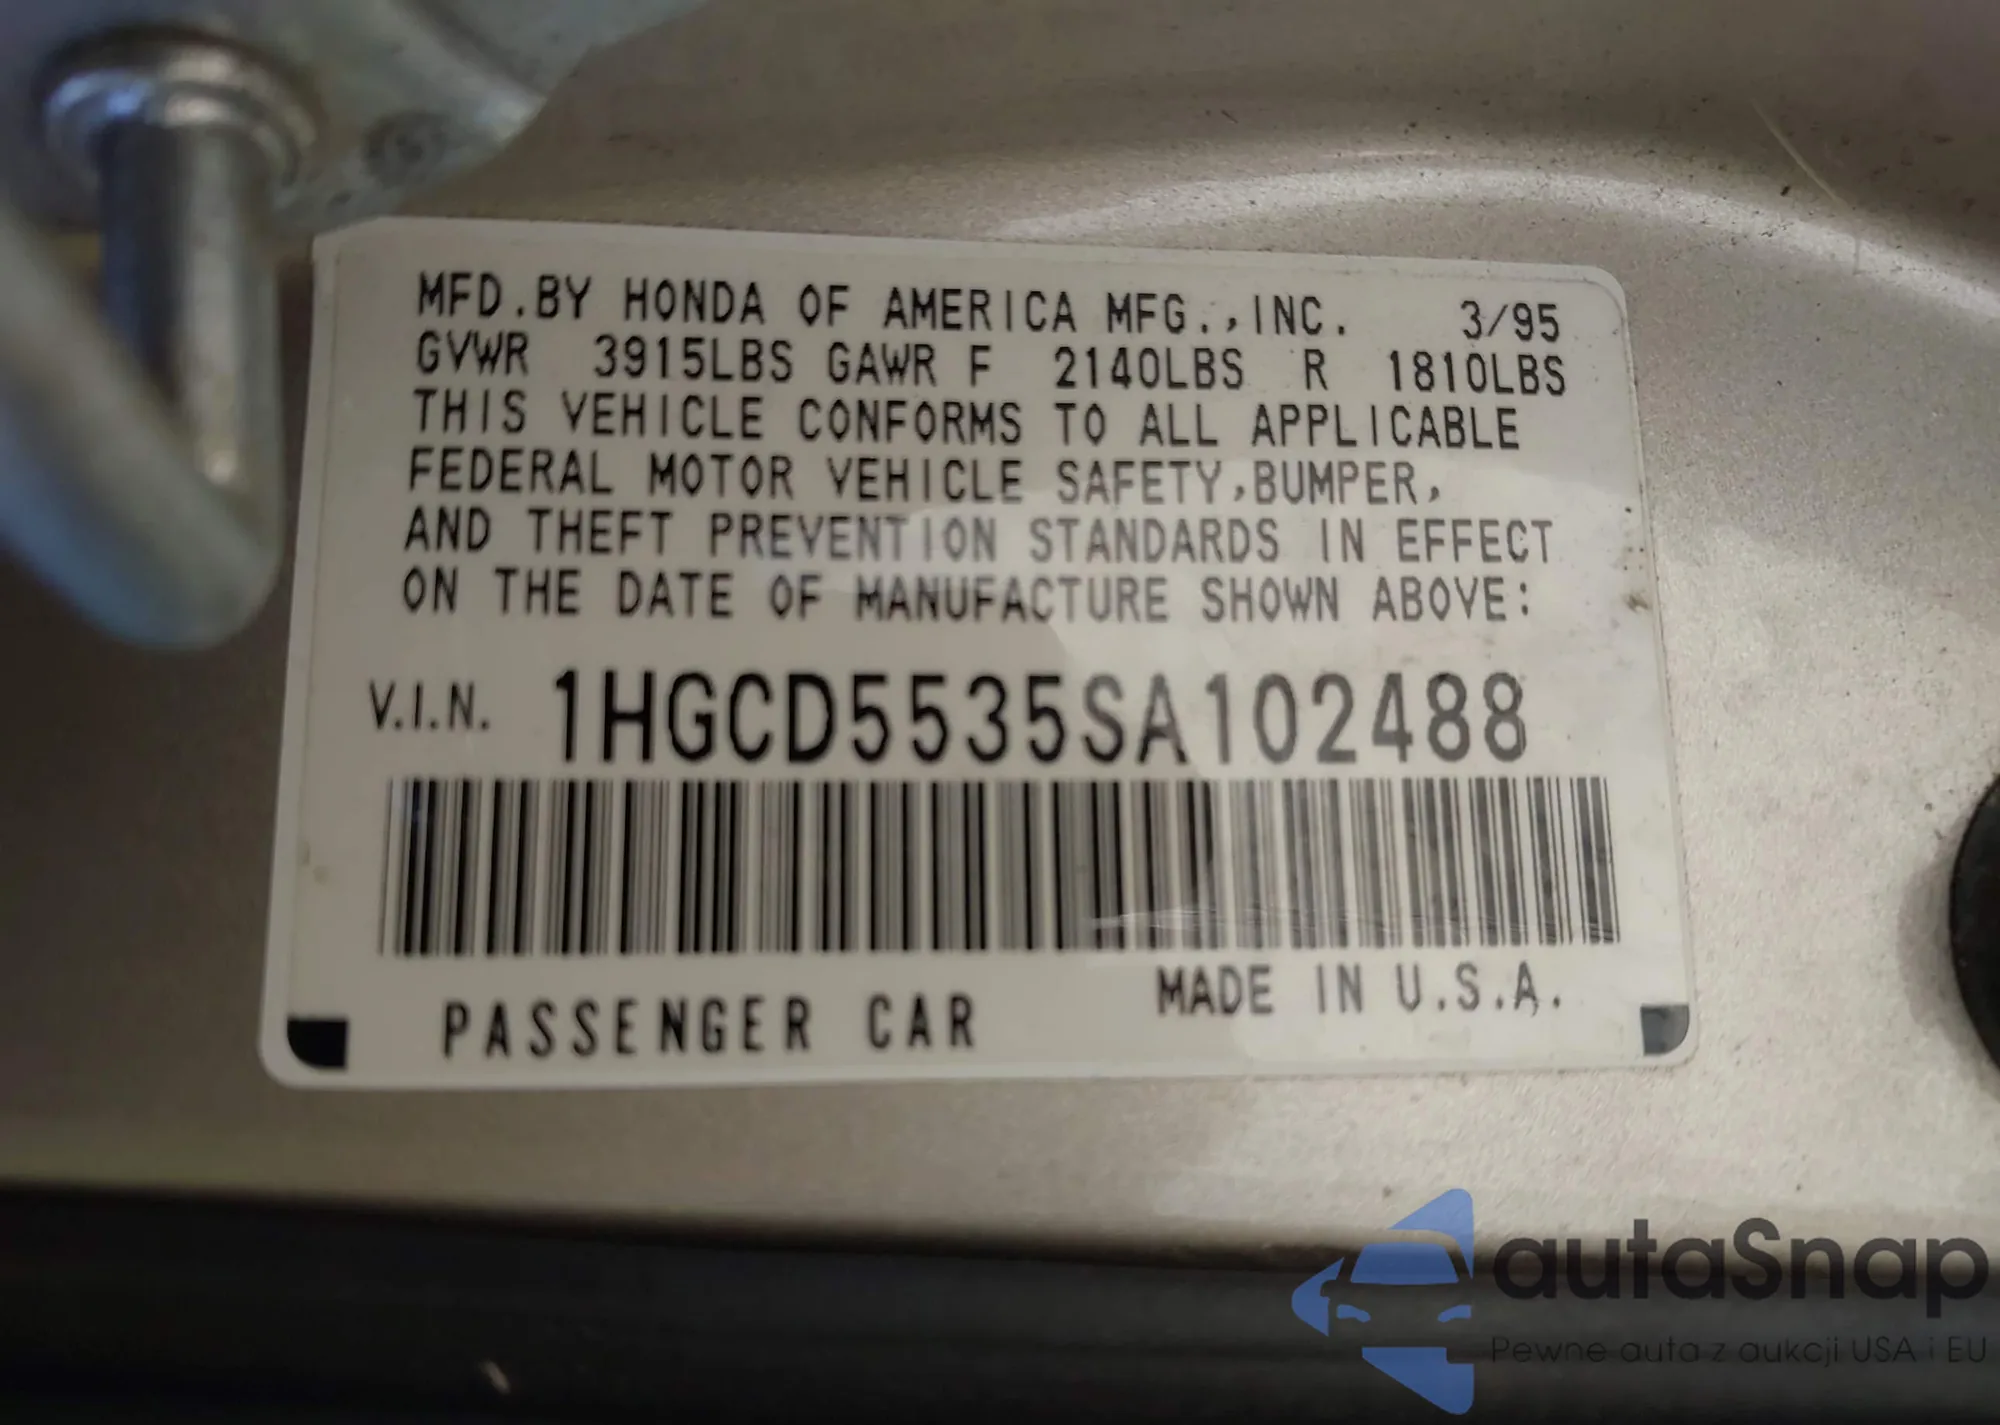 MFD.BY HONDA OF AMERICA MFG.,INC. 3/95
GVWR 3915LBS GAWR F 2140LBS R 1810LBS
THIS VEHICLE CONFORMS TO ALL APPLICABLE
FEDERAL MOTOR VEHICLE SAFETY,BUMPER,
AND THEFT PREVENTION STANDARDS IN EFFECT
ON THE DATE OF MANUFACTURE SHOWN ABOVE:
V.I.N. 1HGCD5535SA102488
PASSENGER CAR MADE IN U.S.A.
autaSnap
Pewne auta z aukcji USA i EU